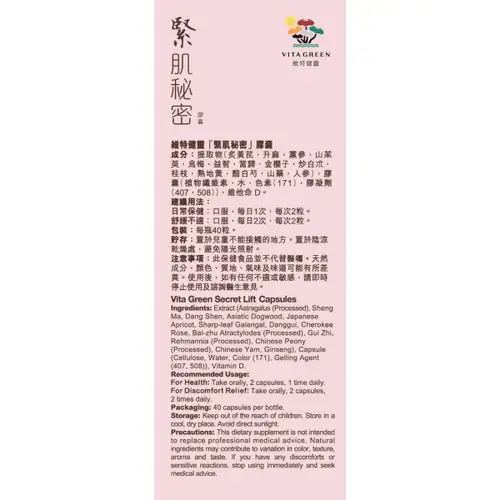 緊肌秘密
膠囊
VITAGREEN
維特健靈
維特健靈「緊肌秘密」膠囊
成分：提取物（炙黃芪，升麻，黨參，山茱
萸，烏梅，益智，當歸，金櫻子，炒白朮，
桂枝，熟地黃，醋白芍，山藥，人參），膠
囊（植物纖維素，水，色素(171)，膠凝劑
(407，508)），維他命 D。
建議用法：
日常保健：口服，每日1次，每次2粒。
舒緩不適：口服，每日2次，每次2粒。
包裝：每瓶40粒。
貯存：置於兒童不能接觸的地方。置於陰涼
乾燥處，避免陽光照射。
注意事項：此保健食品並不代替醫囑。天然
成分，顏色、質地、氣味及味道可能有所差
異。使用後，如有任何不適或敏感，請即時
停止使用及諮詢醫生意見。
Vita Green Secret Lift Capsules
Ingredients: Extract (Astragalus (Processed), Sheng
Ma, Dang Shen, Asiatic Dogwood, Japanese
Apricot, Sharp-leaf Galangal, Danggui, Cherokee
Rose, Bai-zhu Atractylodes (Processed), Gui Zhi,
Rehmannia (Processed), Chinese Peony
(Processed), Chinese Yam, Ginseng), Capsule
(Cellulose, Water, Color (171), Gelling Agent
(407, 508)), Vitamin D.
Recommended Usage:
For Health: Take orally, 2 capsules, 1 time daily.
For Discomfort Relief: Take orally, 2 capsules,
2 times daily.
Packaging: 40 capsules per bottle.
Storage: Keep out of the reach of children. Store in a
cool, dry place. Avoid direct sunlight.
Precautions: This dietary supplement is not intended
to replace professional medical advice. Natural
ingredients may contribute to variation in color, texture,
aroma and taste. If you have any discomforts or
sensitive reactions, stop using immediately and seek
medical advice.